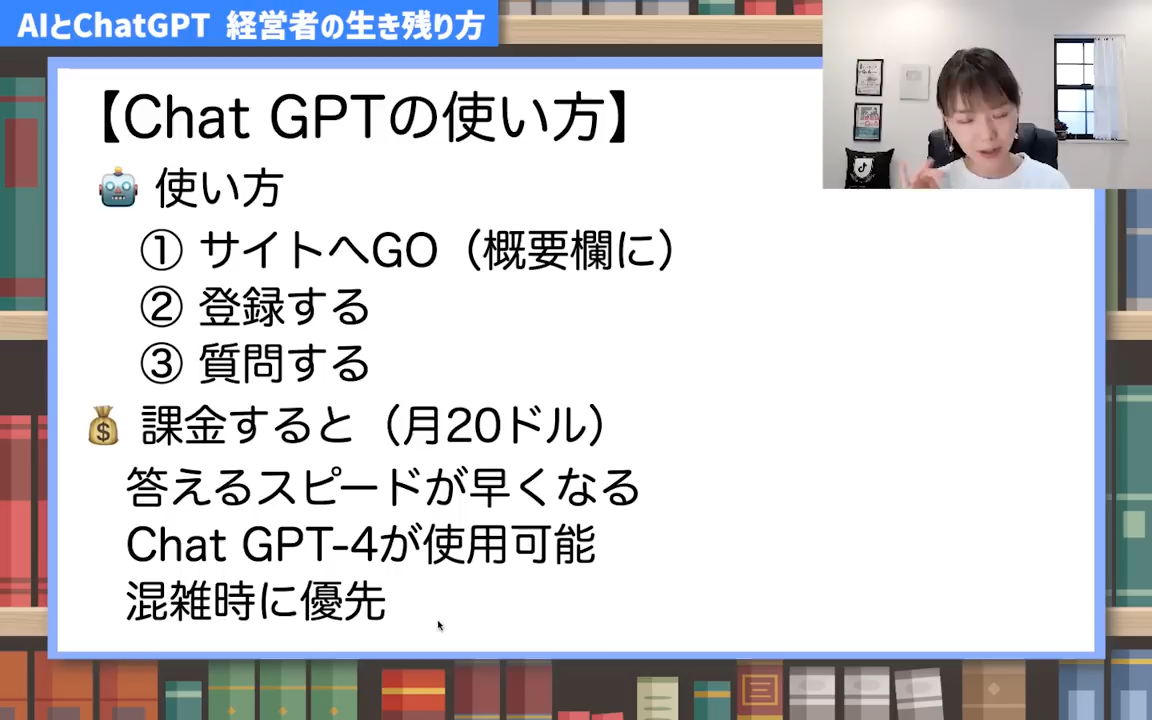 AIとChatGPT 経営者の生き残り方
【Chat GPTの使い方】
🤖 使い方
① サイトへGO（概要欄に）
② 登録する
③ 質問する
💰 課金すると（月20ドル）
答えるスピードが早くなる
Chat GPT-4が使用可能
混雑時に優先